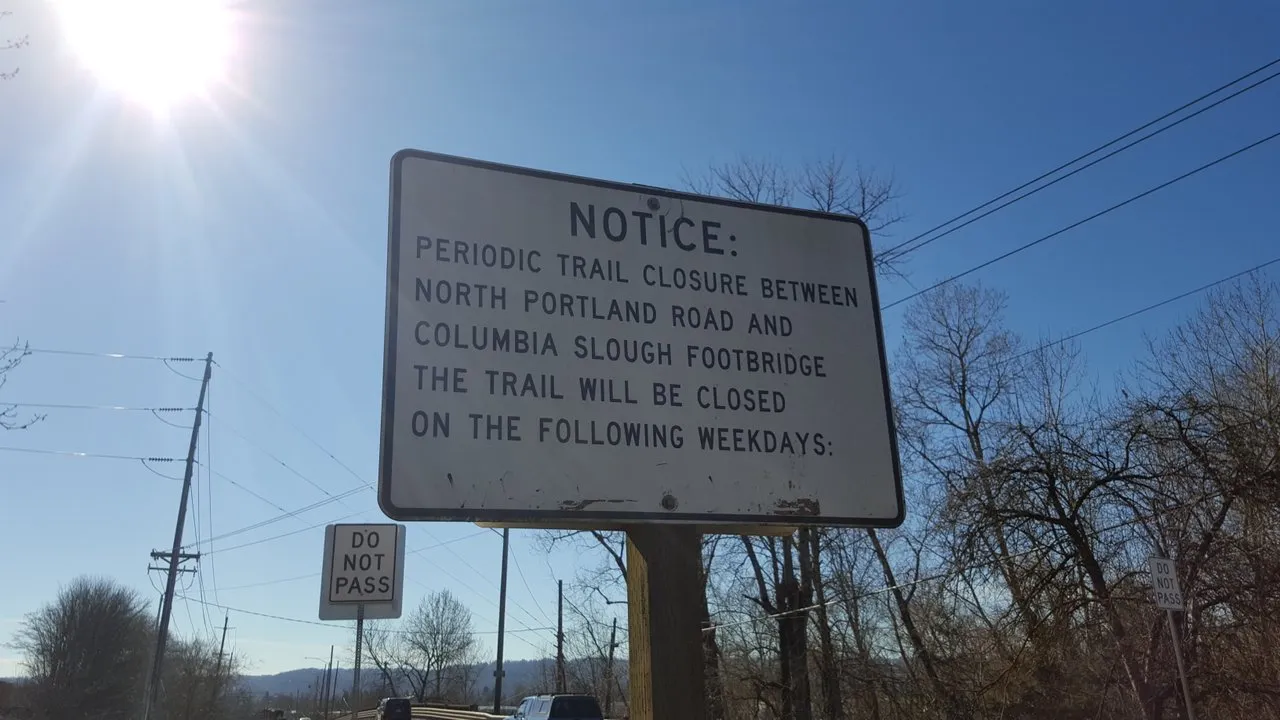 NOTICE:
PERIODIC TRAIL CLOSURE BETWEEN
NORTH PORTLAND ROAD AND
COLUMBIA SLOUGH FOOTBRIDGE
THE TRAIL WILL BE CLOSED
ON THE FOLLOWING WEEKDAYS:
DO
NOT
PASS
DO
NOT
PASS